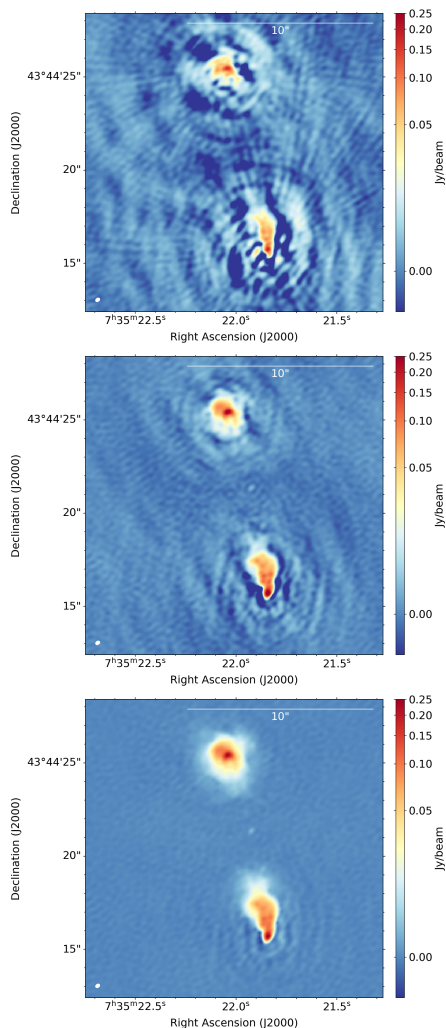 10"
0.25
0.20
0.15
0.10
0.05
0.00
Jy/beam
43°44'25"
20"
15"
Declination (J2000)
7ʰ35ᵐ22.5ˢ
22.0ˢ
21.5ˢ
Right Ascension (J2000)
10"
0.25
0.20
0.15
0.10
0.05
0.00
Jy/beam
43°44'25"
20"
15"
Declination (J2000)
7ʰ35ᵐ22.5ˢ
22.0ˢ
21.5ˢ
Right Ascension (J2000)
10"
0.25
0.20
0.15
0.10
0.05
0.00
Jy/beam
43°44'25"
20"
15"
Declination (J2000)
7ʰ35ᵐ22.5ˢ
22.0ˢ
21.5ˢ
Right Ascension (J2000)